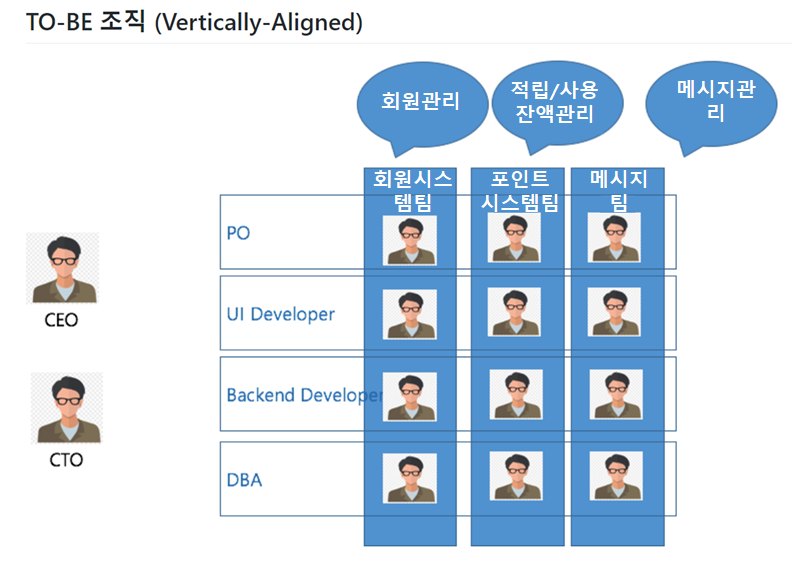 TO-BE 조직 (Vertically-Aligned)
회원관리
적립/사용
잔액관리
메시지관
리
회원시스
템팀
포인트
시스템팀
메시지
팀
PO
CEO
UI Developer
Backend Developer
CTO
DBA